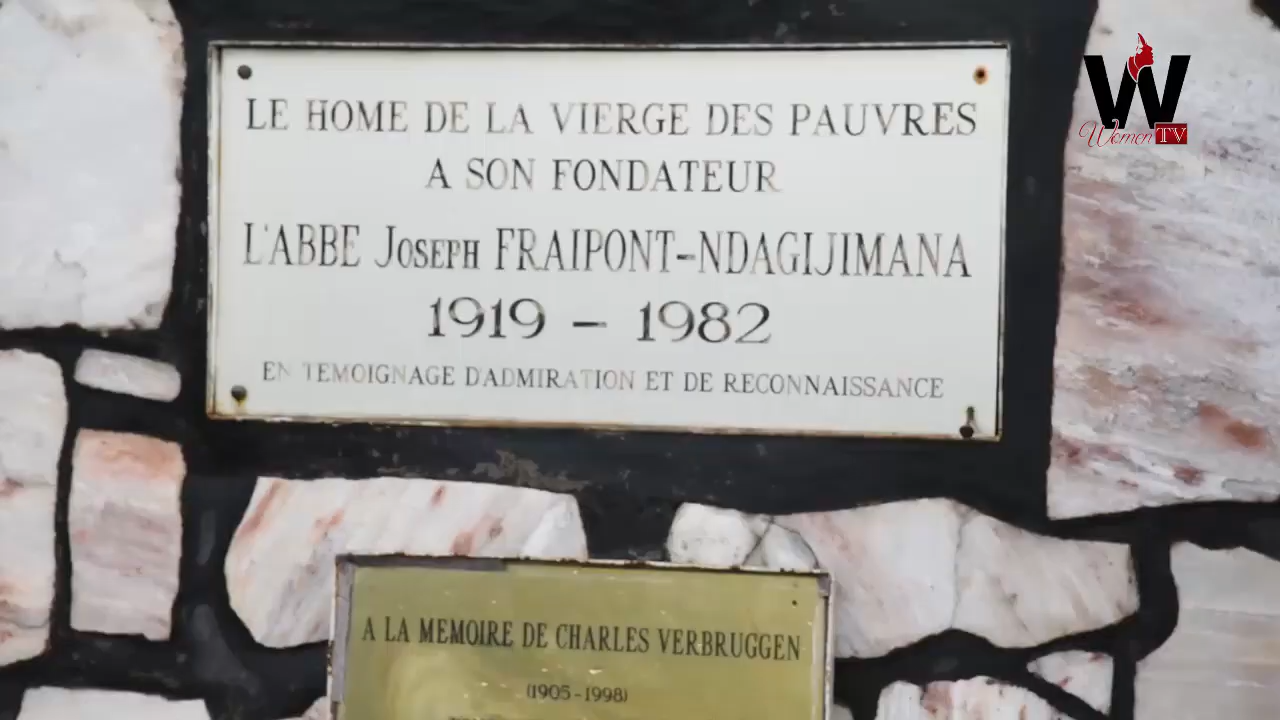 LE HOME DE LA VIERGE DES PAUVRES
A SON FONDATEUR
L'ABBE JOSEPH FRAIPONT-NDAGIJIMANA
1919 - 1982
EN TEMOIGNAGE D'ADMIRATION ET DE RECONNAISSANCE
W
Women TV
A LA MEMOIRE DE CHARLES VERBRUGGEN
(1905-1998)